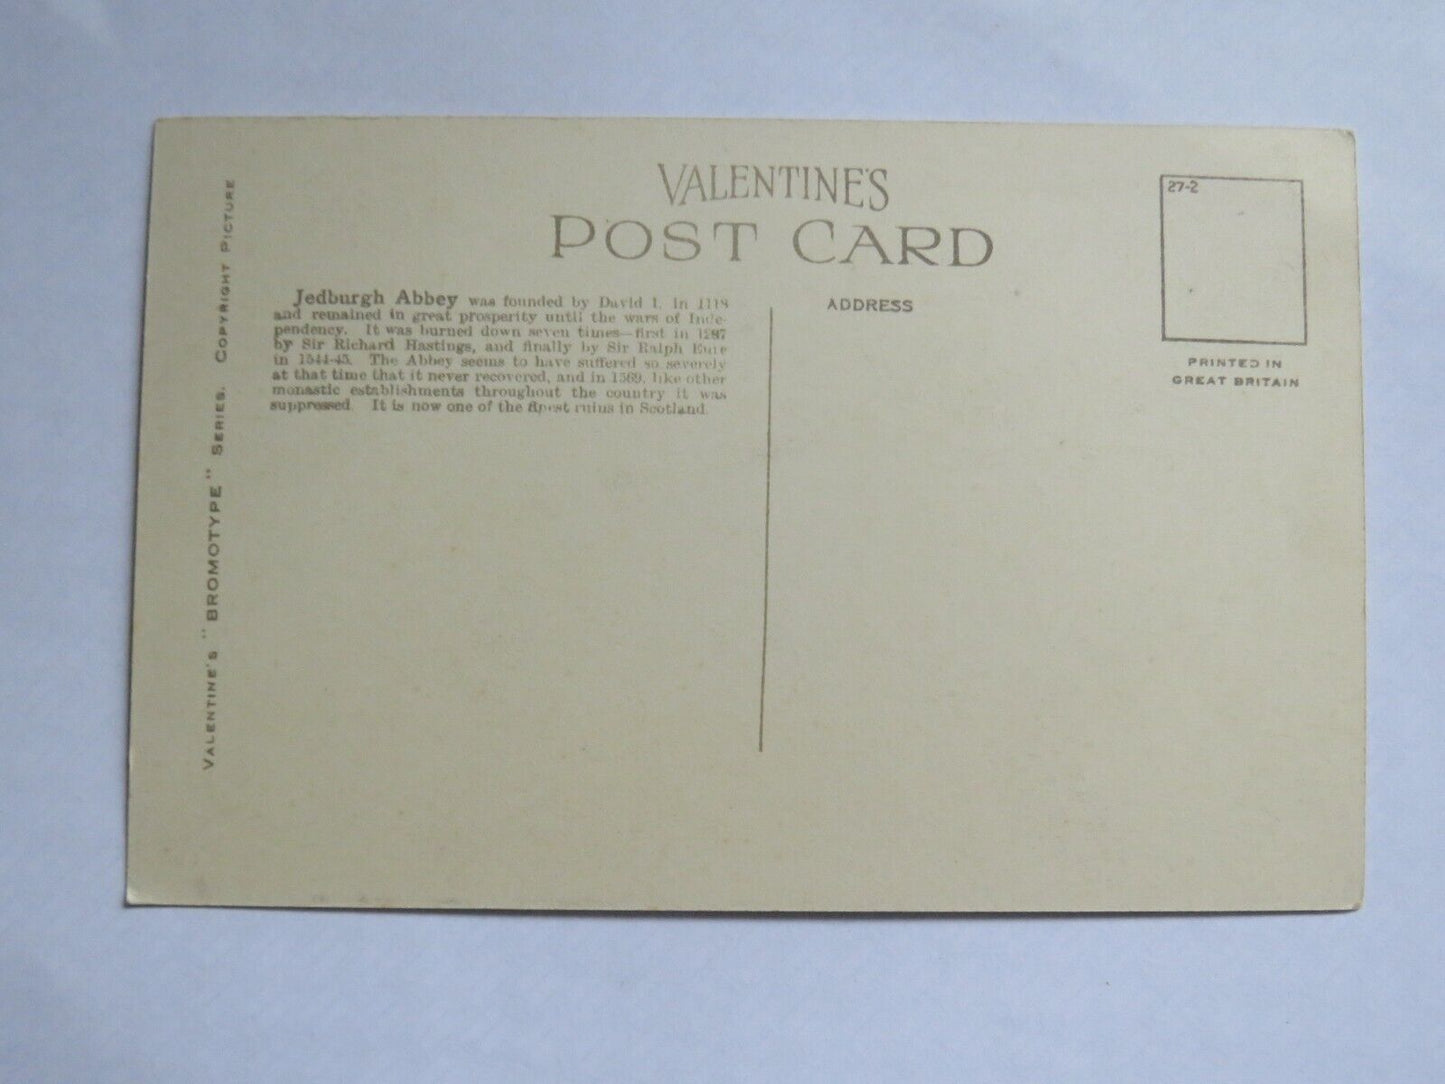 VALENTINE'S
POST CARD
27-2
PRINTED IN
GREAT BRITAIN
ADDRESS
Jedburgh Abbey was founded by David I. in 1118
and remained in great prosperity until the wars of Inde-
pendency. It was burned down seven times—first in 1297
by Sir Richard Hastings, and finally by Sir Ralph Eure
in 1544-45. The Abbey seems to have suffered so severely
at that time that it never recovered, and in 1569, like other
monastic establishments throughout the country it was
suppressed. It is now one of the finest ruins in Scotland.
VALENTINE'S "BROMOTYPE" SERIES. COPYRIGHT PICTURE